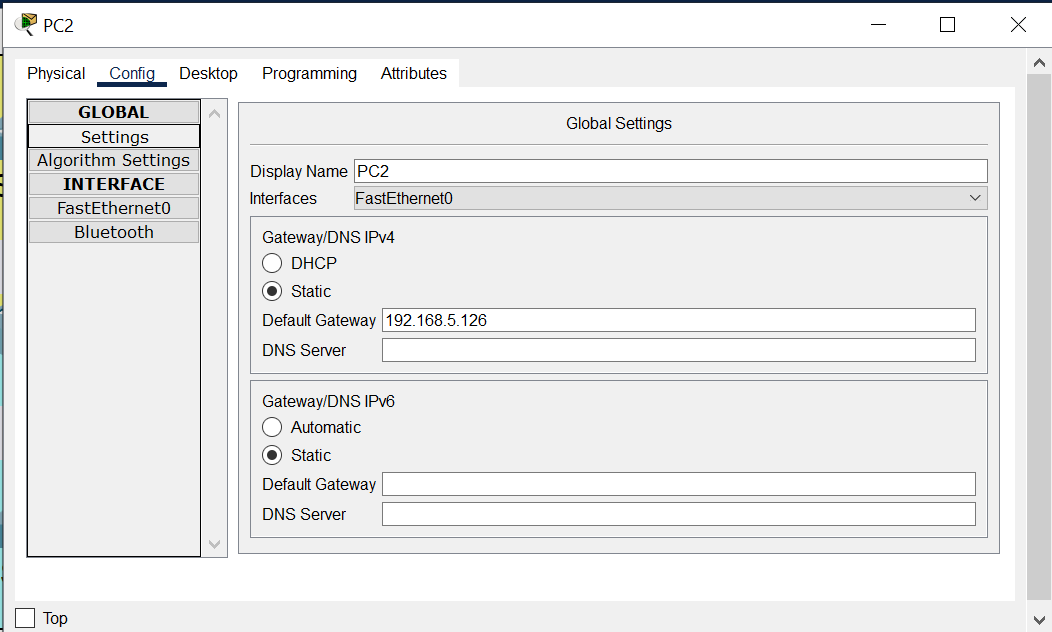 PC2
Physical Config Desktop Programming Attributes
GLOBAL
Settings
Algorithm Settings
INTERFACE
FastEthernet0
Bluetooth
Global Settings
Display Name PC2
Interfaces FastEthernet0
Gateway/DNS IPv4
DHCP
Static
Default Gateway 192.168.5.126
DNS Server
Gateway/DNS IPv6
Automatic
Static
Default Gateway
DNS Server
Top